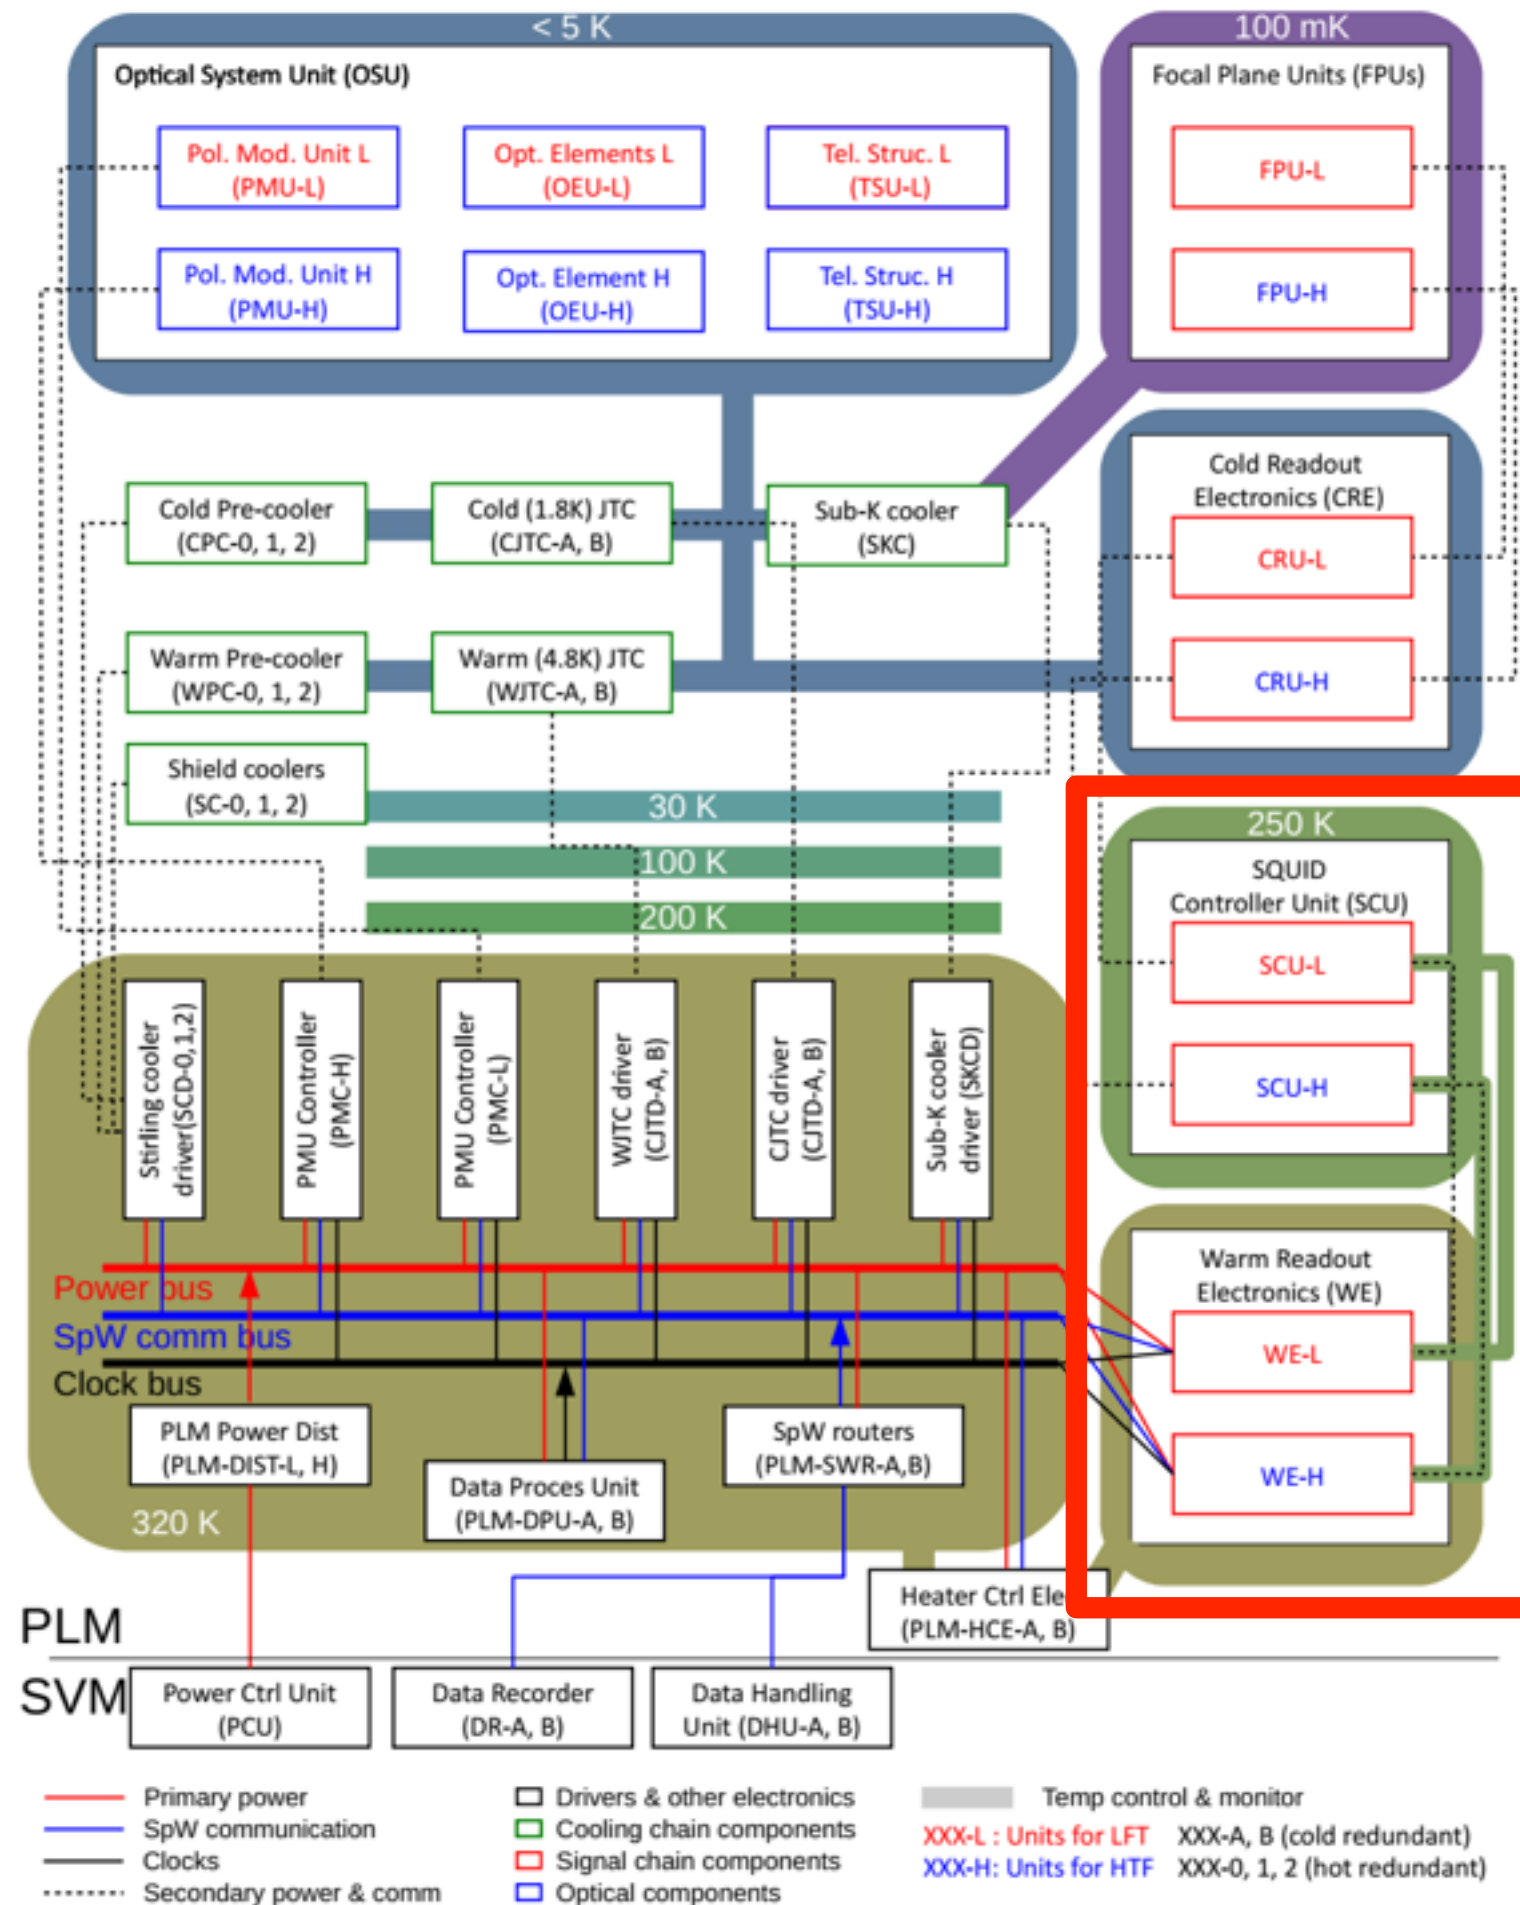 < 5 K
100 mK
Optical System Unit (OSU)
Focal Plane Units (FPUs)
Pol. Mod. Unit L
(PMU-L)
Opt. Elements L
(OEU-L)
Tel. Struc. L
(TSU-L)
FPU-L
Pol. Mod. Unit H
(PMU-H)
Opt. Element H
(OEU-H)
Tel. Struc. H
(TSU-H)
FPU-H
Cold Readout
Electronics (CRE)
Cold Pre-cooler
(CPC-0, 1, 2)
Cold (1.8K) JTC
(CJTC-A, B)
Sub-K cooler
(SKC)
CRU-L
Warm Pre-cooler
(WPC-0, 1, 2)
Warm (4.8K) JTC
(WJTC-A, B)
CRU-H
Shield coolers
(SC-0, 1, 2)
30 K
100 K
200 K
250 K
SQUID
Controller Unit (SCU)
SCU-L
SCU-H
Stirling cooler
driver(SCD-0,1,2)
PMU Controller
(PMC-H)
PMU Controller
(PMC-L)
WJTC driver
(CJTD-A, B)
CJTC driver
(CJTD-A, B)
Sub-K cooler
driver (SKCD)
Warm Readout
Electronics (WE)
WE-L
WE-H
Power bus
SpW comm bus
Clock bus
PLM Power Dist
(PLM-DIST-L, H)
Data Proces Unit
(PLM-DPU-A, B)
SpW routers
(PLM-SWR-A,B)
320 K
Heater Ctrl Ele
(PLM-HCE-A, B)
PLM
SVM
Power Ctrl Unit
(PCU)
Data Recorder
(DR-A, B)
Data Handling
Unit (DHU-A, B)
Primary power
SpW communication
Clocks
Secondary power & comm
Drivers & other electronics
Cooling chain components
Signal chain components
Optical components
Temp control & monitor
XXX-L : Units for LFT
XXX-A, B (cold redundant)
XXX-H: Units for HTF
XXX-0, 1, 2 (hot redundant)